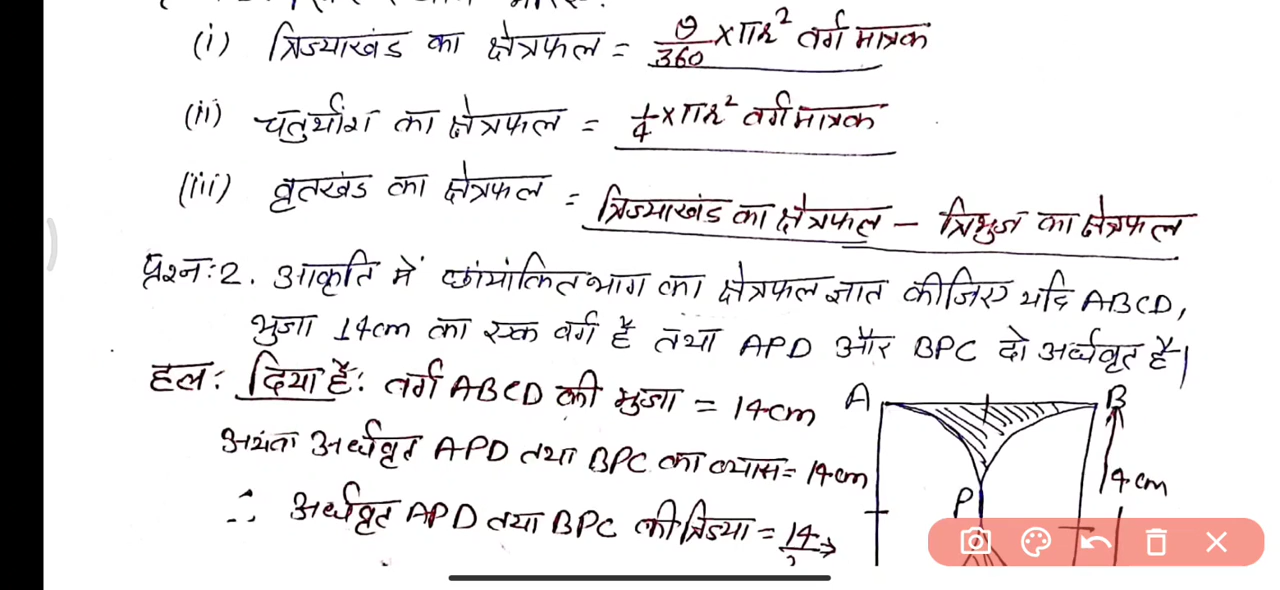 (i) त्रिज्याखंड का क्षेत्रफल = θ/360 × πr² वर्ग मात्रक
(ii) चतुर्थांश का क्षेत्रफल = 1/4 × πr² वर्ग मात्रक
(iii) वृतखंड का क्षेत्रफल = त्रिज्याखंड का क्षेत्रफल – त्रिभुज का क्षेत्रफल
प्रश्न:2. आकृति में छांयांकित भाग का क्षेत्रफल ज्ञात कीजिए यदि ABCD,
भुजा 14cm का एक वर्ग है तथा APD और BPC दो अर्धवृत है।
हल: दिया है: वर्ग ABCD की भुजा = 14cm
अर्धवृत APD तथा BPC का व्यास = 14cm
∴ अर्धवृत APD तथा BPC की त्रिज्या = 14/2
A B
14cm
P